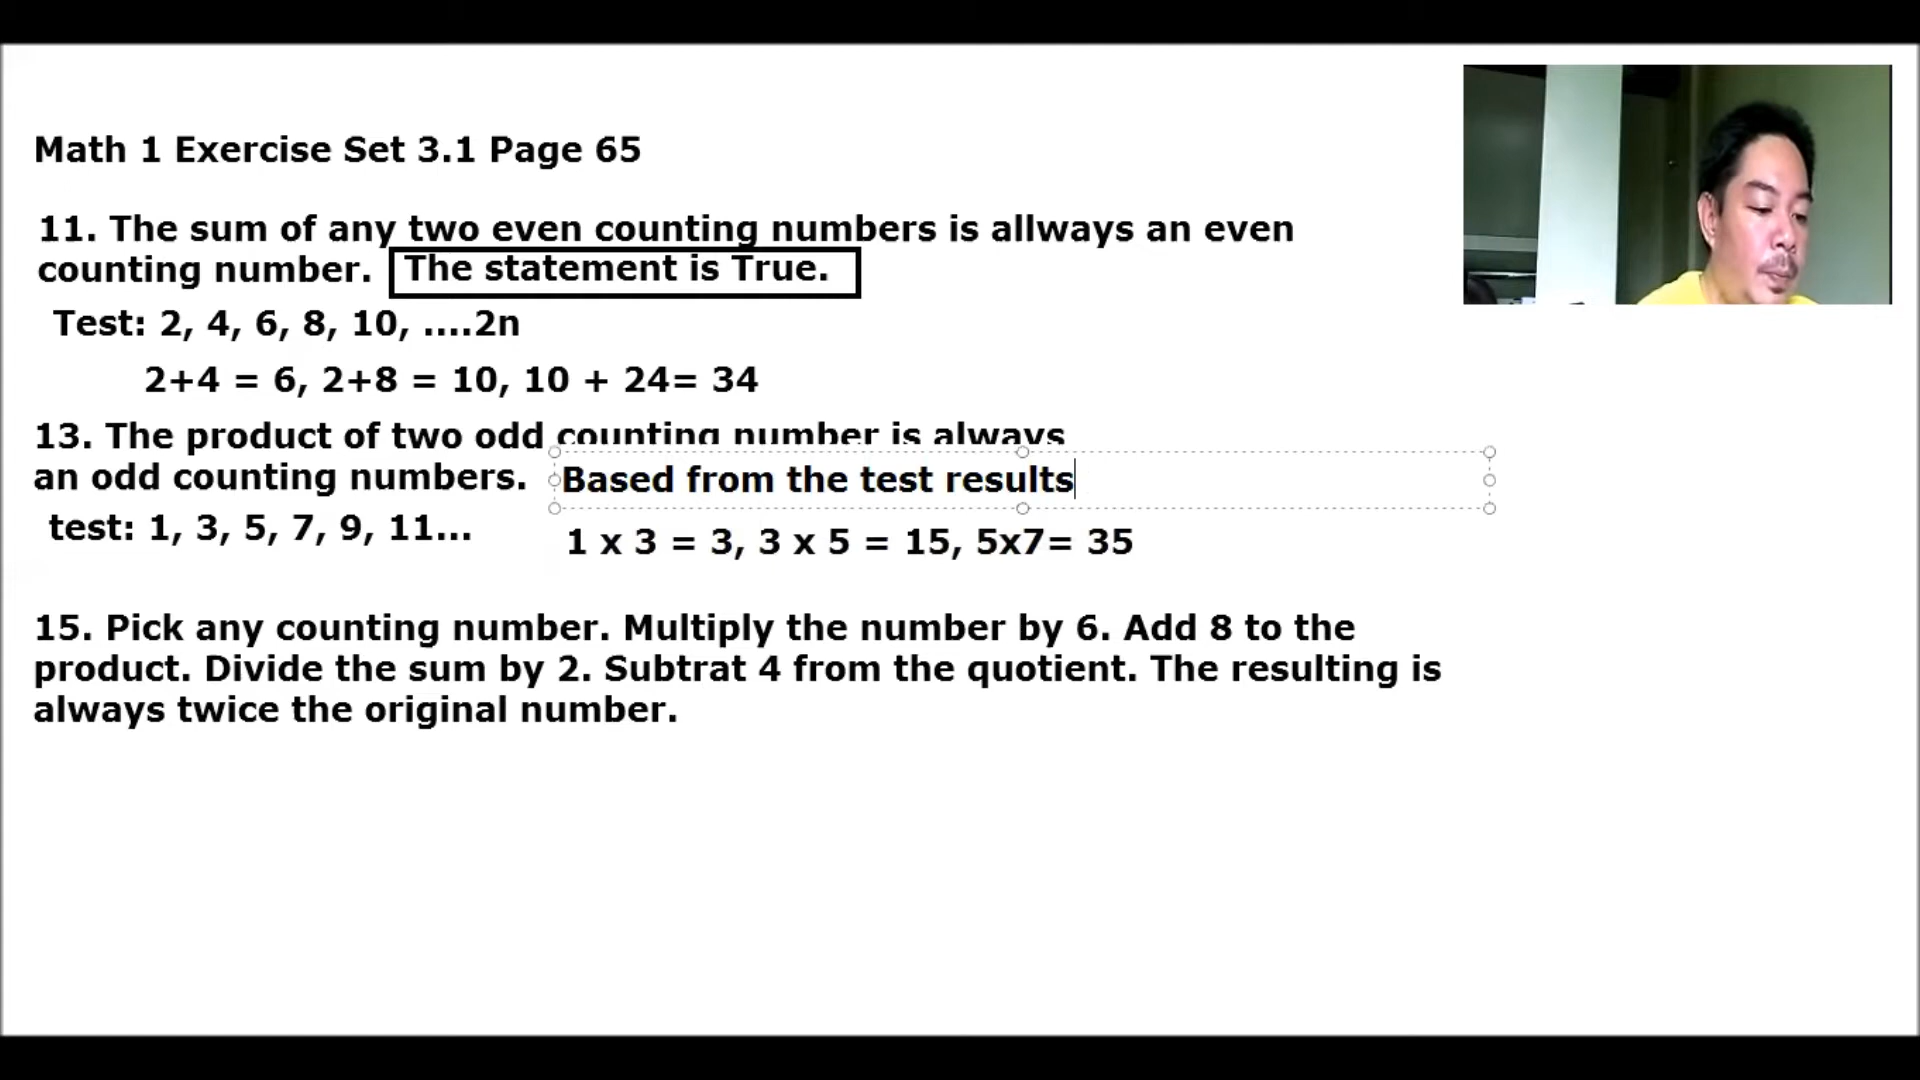 Math 1 Exercise Set 3.1 Page 65
11. The sum of any two even counting numbers is allways an even
counting number. The statement is True.
Test: 2, 4, 6, 8, 10, ....2n
2+4 = 6, 2+8 = 10, 10 + 24= 34
13. The product of two odd counting number is always
an odd counting numbers. Based from the test results
test: 1, 3, 5, 7, 9, 11... 1 x 3 = 3, 3 x 5 = 15, 5x7= 35
15. Pick any counting number. Multiply the number by 6. Add 8 to the
product. Divide the sum by 2. Subtrat 4 from the quotient. The resulting is
always twice the original number.